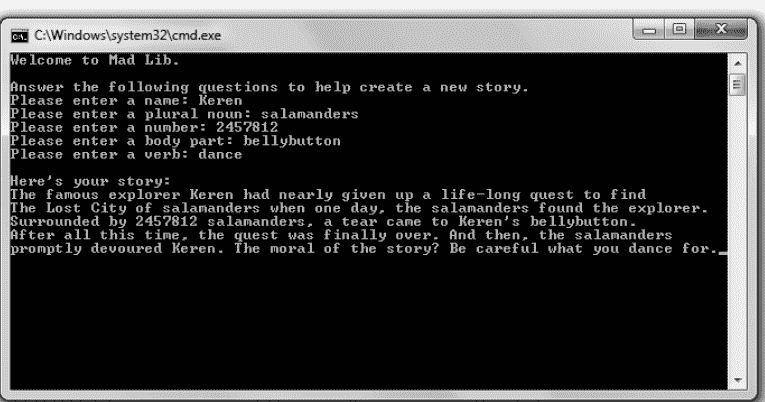 C:\Windows\system32\cmd.exe
Welcome to Mad Lib.
Answer the following questions to help create a new story.
Please enter a name: Keren
Please enter a plural noun: salamanders
Please enter a number: 2457812
Please enter a body part: bellybutton
Please enter a verb: dance
Here's your story:
The famous explorer Keren had nearly given up a life-long quest to find
The Lost City of salamanders when one day, the salamanders found the explorer.
Surrounded by 2457812 salamanders, a tear came to Keren's bellybutton.
After all this time, the quest was finally over. And then, the salamanders
promptly devoured Keren. The moral of the story? Be careful what you dance for._